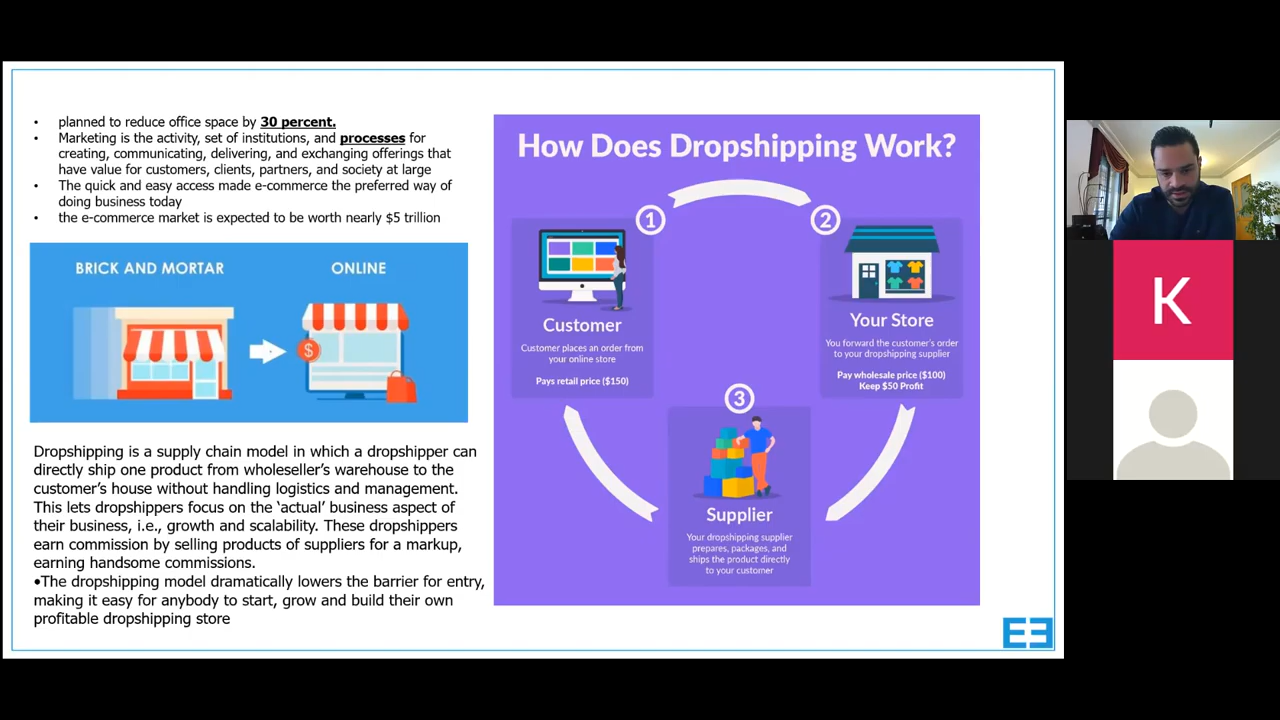 • planned to reduce office space by 30 percent.
• Marketing is the activity, set of institutions, and processes for
creating, communicating, delivering, and exchanging offerings that
have value for customers, clients, partners, and society at large
• The quick and easy access made e-commerce the preferred way of
doing business today
• the e-commerce market is expected to be worth nearly $5 trillion
BRICK AND MORTAR
ONLINE
$
Dropshipping is a supply chain model in which a dropshipper can
directly ship one product from wholeseller’s warehouse to the
customer’s house without handling logistics and management.
This lets dropshippers focus on the ‘actual’ business aspect of
their business, i.e., growth and scalability. These dropshippers
earn commission by selling products of suppliers for a markup,
earning handsome commissions.
•The dropshipping model dramatically lowers the barrier for entry,
making it easy for anybody to start, grow and build their own
profitable dropshipping store
How Does Dropshipping Work?
1
Customer
Customer places an order from
your online store
Pays retail price ($150)
2
Your Store
You forward the customer's order
to your dropshipping supplier
Pay wholesale price ($100)
Keep $50 Profit
3
Supplier
Your dropshipping supplier
prepares, packages, and
ships the product directly
to your customer
K